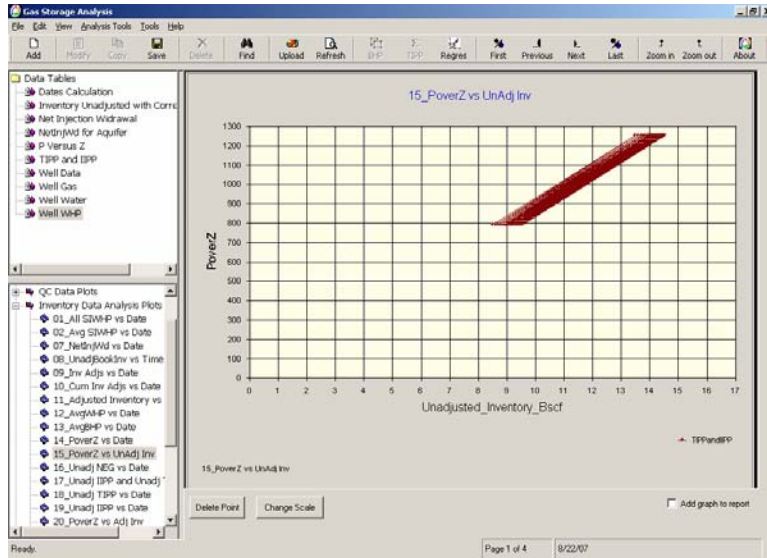 Gas Storage Analysis
File Edit View Analysis Tools Tools Help
Add Modify Copy Save Delete Find Upload Refresh BHP TIPP Regres First Previous Next Last Zoom in Zoom out About
Data Tables
Dates Calculation
Inventory Unadjusted with Corre
Net Injection Widrawal
NetInjWd for Aquifer
P Versus Z
TIPP and IIPP
Well Data
Well Gas
Well Water
Well WHP
QC Data Plots
Inventory Data Analysis Plots
01_All SIWHP vs Date
02_Avg SIWHP vs Date
07_NetInjWd vs Date
08_UnadjBookInv vs Time
09_Inv Adjs vs Date
10_Cum Inv Adjs vs Date
11_Adjusted Inventory vs
12_AvgWHP vs Date
13_AvgBHP vs Date
14_PoverZ vs Date
15_PoverZ vs UnAdj Inv
16_Unadj NEG vs Date
17_Unadj IIPP and Unadj
18_Unadj TIPP vs Date
19_Unadj IIPP vs Date
20_PoverZ vs Adj Inv
15_PoverZ vs UnAdj Inv
PoverZ
1300
1200
1100
1000
900
800
700
600
500
400
300
200
100
0
0 1 2 3 4 5 6 7 8 9 10 11 12 13 14 15 16 17
Unadjusted_Inventory_Bscf
TIPPandIIPP
15_PoverZ vs UnAdj Inv
Delete Point Change Scale Add graph to report
Ready. Page 1 of 4 8/22/07